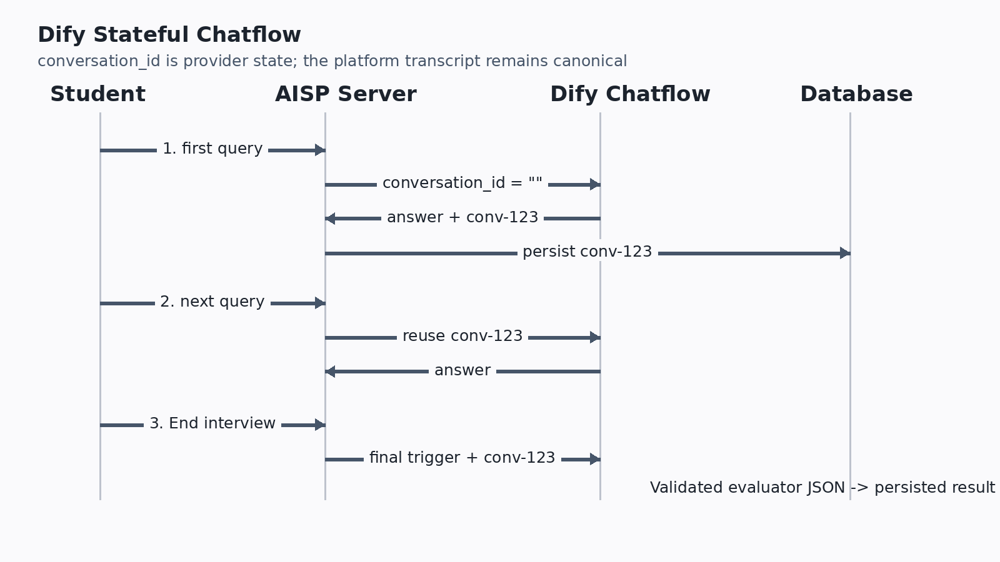 Dify Stateful Chatflow
conversation_id is provider state; the platform transcript remains canonical
Student
AISP Server
Dify Chatflow
Database
1. first query
conversation_id = ""
answer + conv-123
persist conv-123
2. next query
reuse conv-123
answer
3. End interview
final trigger + conv-123
Validated evaluator JSON -> persisted result